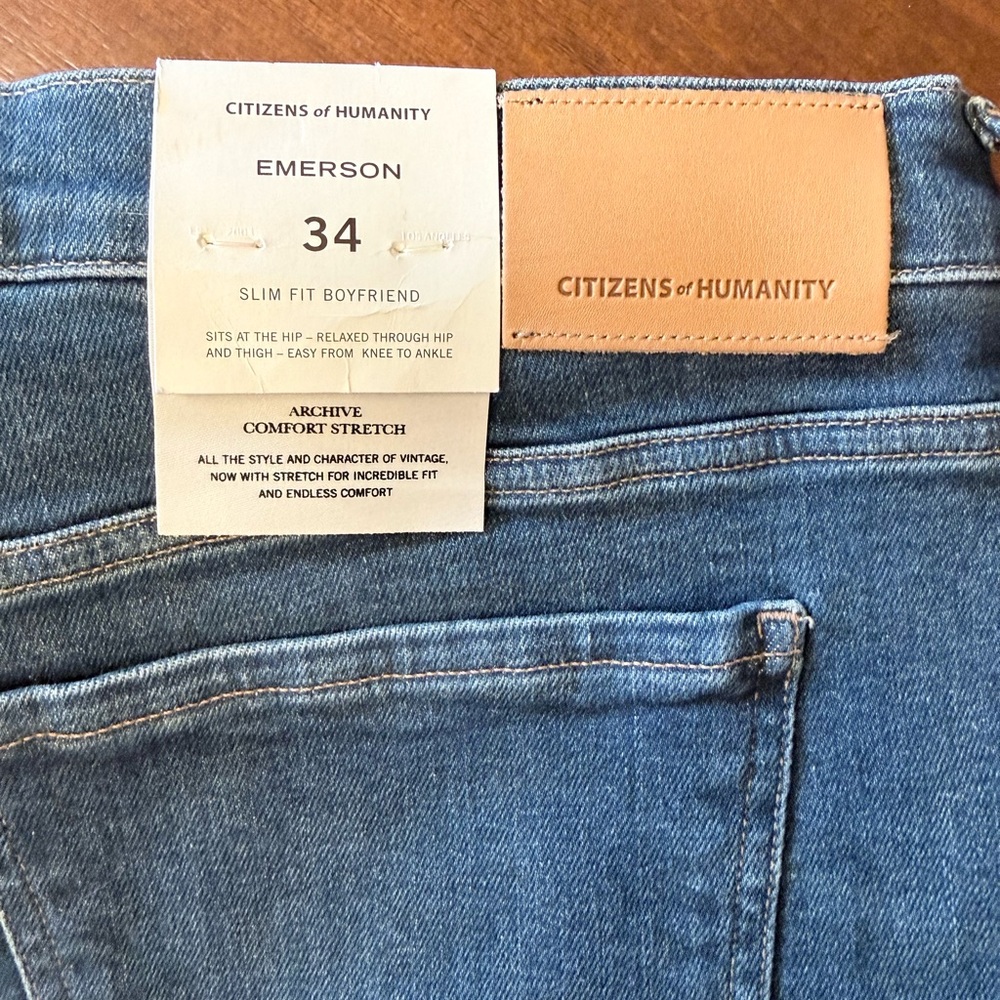 CITIZENS of HUMANITY
EMERSON
34
LOS ANGELES
SLIM FIT BOYFRIEND
SITS AT THE HIP – RELAXED THROUGH HIP
AND THIGH – EASY FROM KNEE TO ANKLE
ARCHIVE
COMFORT STRETCH
ALL THE STYLE AND CHARACTER OF VINTAGE,
NOW WITH STRETCH FOR INCREDIBLE FIT
AND ENDLESS COMFORT
CITIZENS of HUMANITY